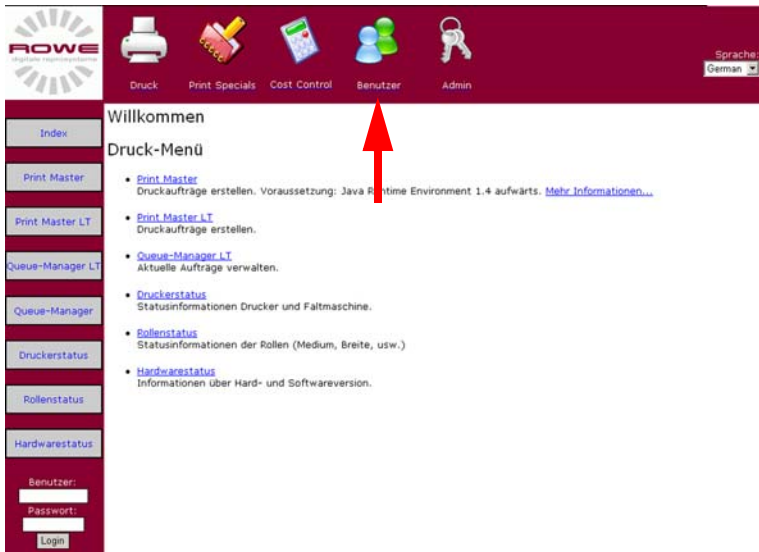 ROWE
digitale reprosysteme
Druck
Print Specials
Cost Control
Benutzer
Admin
Sprache:
German
Index
Print Master
Print Master LT
Queue-Manager LT
Queue-Manager
Druckerstatus
Rollenstatus
Hardwarestatus
Benutzer:
Passwort:
Login
Willkommen
Druck-Menü
• Print Master
Druckaufträge erstellen. Voraussetzung: Java Runtime Environment 1.4 aufwärts. Mehr Informationen...
• Print Master LT
Druckaufträge erstellen.
• Queue-Manager LT
Aktuelle Aufträge verwalten.
• Druckerstatus
Statusinformationen Drucker und Faltmaschine.
• Rollenstatus
Statusinformationen der Rollen (Medium, Breite, usw.)
• Hardwarestatus
Informationen über Hard- und Softwareversion.